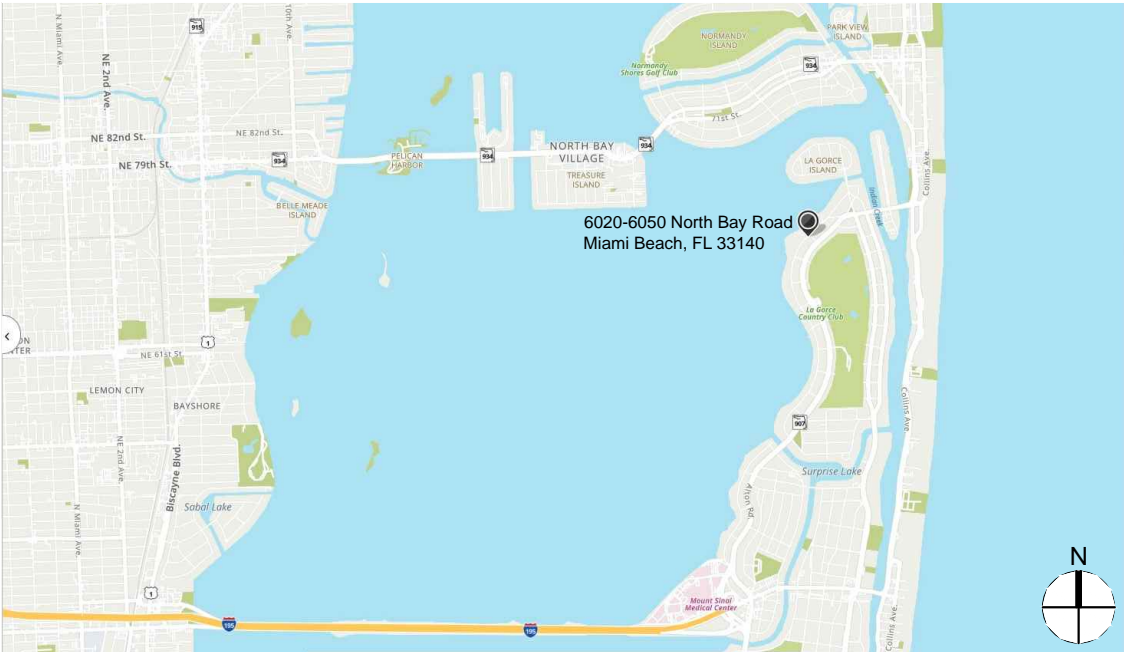 N Miami Ave.
NE 2nd Ave.
915
10th Ave.
NE 82nd St.
NE 82nd St.
NE 79th St.
934
PELICAN
HARBOR
934
NORTH BAY
VILLAGE
TREASURE
ISLAND
934
71st St.
Normandy
Shores Golf Club
NORMANDY
ISLAND
PARK VIEW
ISLAND
934
BELLE MEADE
ISLAND
LA GORCE
ISLAND
Indian Creek
Collins Ave.
6020-6050 North Bay Road
Miami Beach, FL 33140
La Gorce
Country Club
1
NE 61st St.
LEMON CITY
BAYSHORE
NE 2nd Ave.
Biscayne Blvd.
N Miami Ave.
Sabal Lake
907
Collins Ave.
Surprise Lake
Alton Rd.
Mount Sinai
Medical Center
Collins Ave.
1
195
195
N